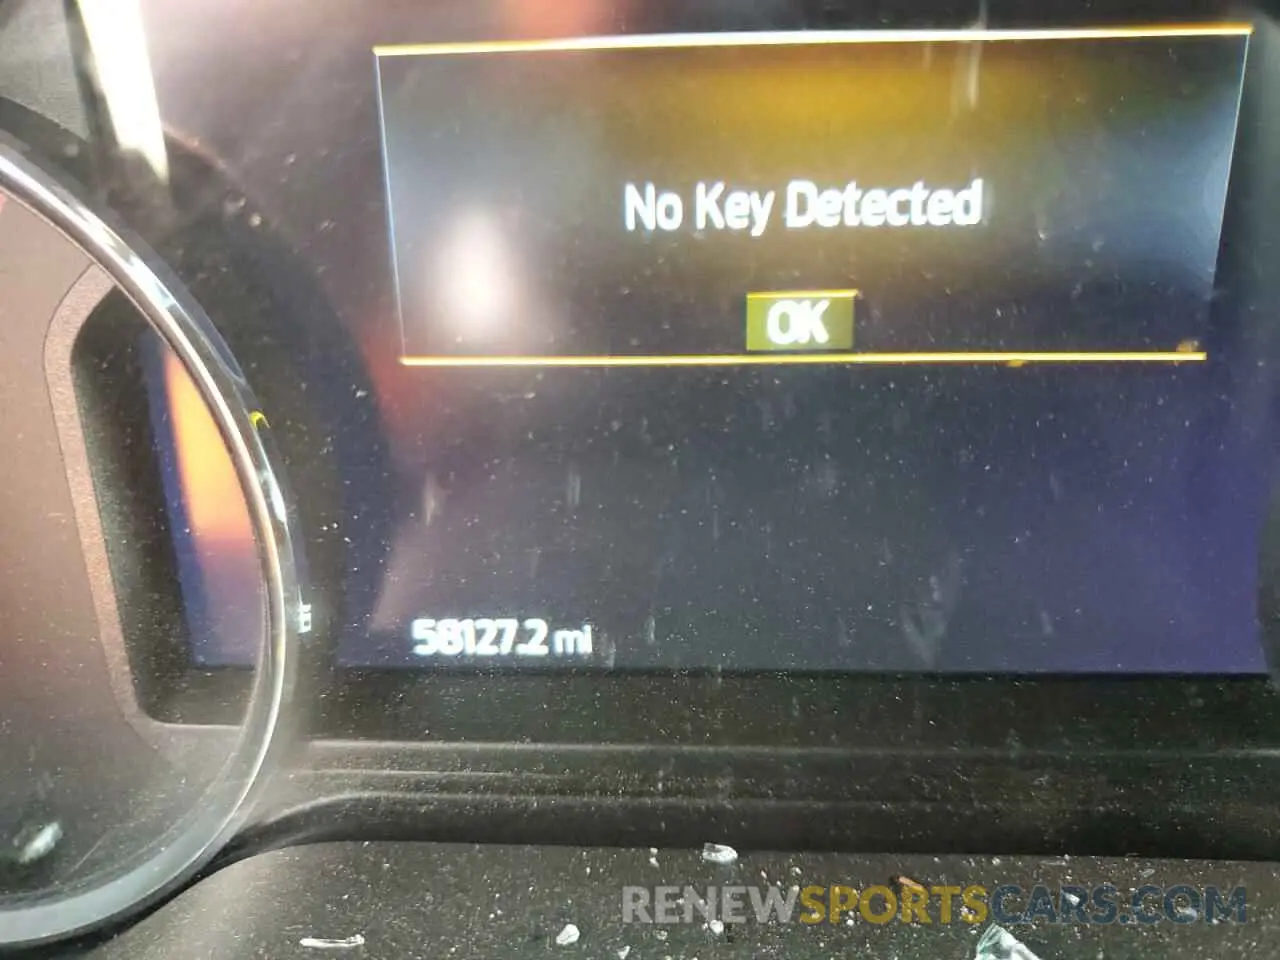 No Key Detected
OK
58127.2 mi
E
RENEWSPORTSCARS.COM